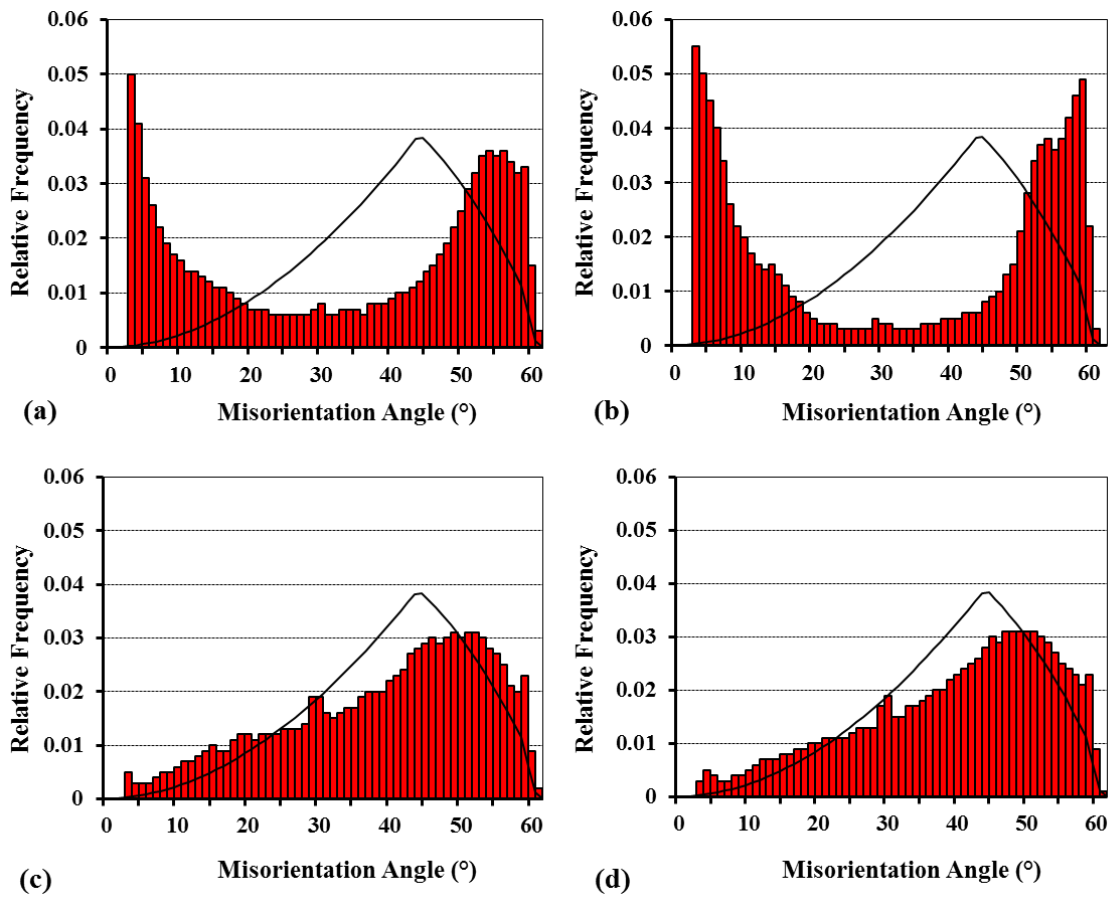 0.06
0.05
0.04
0.03
0.02
0.01
0
Relative Frequency
0 10 20 30 40 50 60
(a) Misorientation Angle (°)
0.06
0.05
0.04
0.03
0.02
0.01
0
Relative Frequency
0 10 20 30 40 50 60
(b) Misorientation Angle (°)
0.06
0.05
0.04
0.03
0.02
0.01
0
Relative Frequency
0 10 20 30 40 50 60
(c) Misorientation Angle (°)
0.06
0.05
0.04
0.03
0.02
0.01
0
Relative Frequency
0 10 20 30 40 50 60
(d) Misorientation Angle (°)